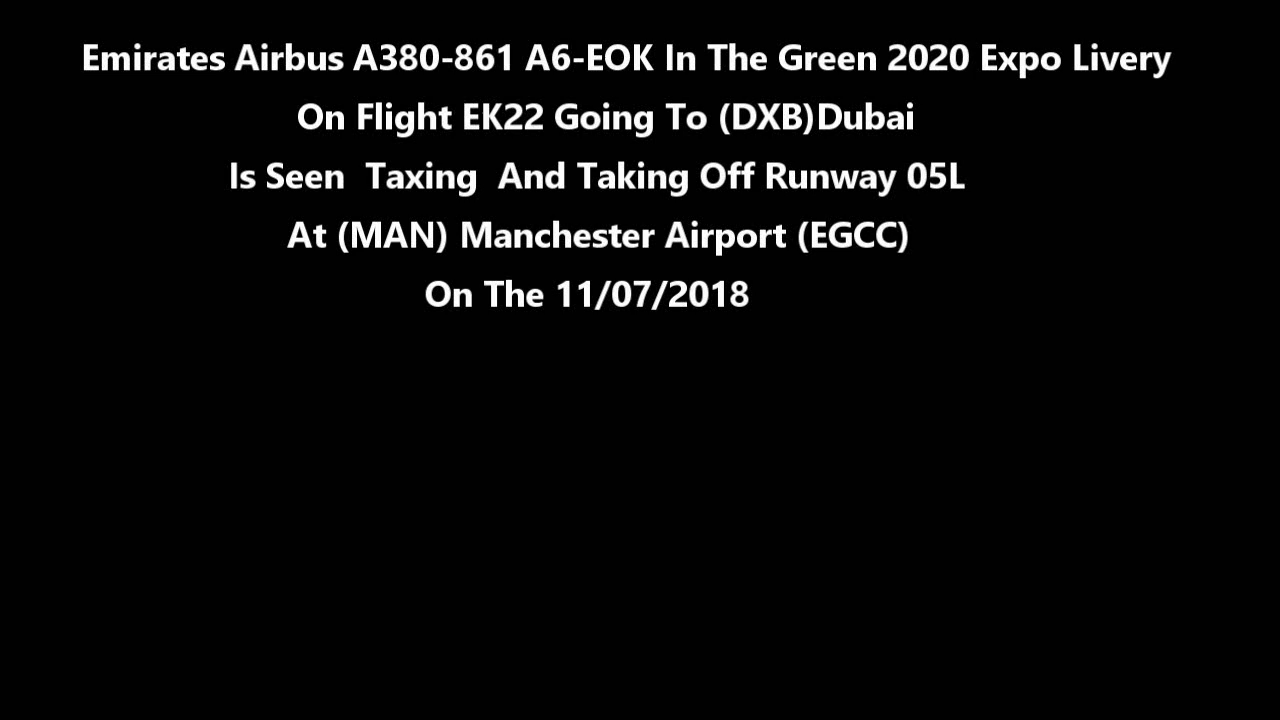 Emirates Airbus A380-861 A6-EOK In The Green 2020 Expo Livery
On Flight EK22 Going To (DXB)Dubai
Is Seen  Taxing  And Taking Off Runway 05L
At (MAN) Manchester Airport (EGCC)
On The 11/07/2018